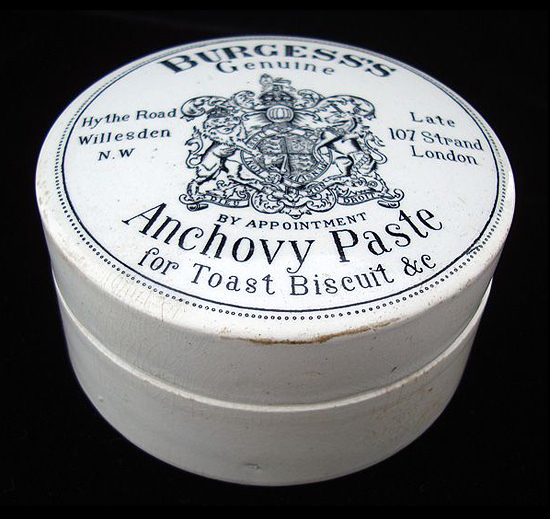 BURGESS'S
Genuine
Hythe Road
Willesden
N.W
Late
107 Strand
London
BY APPOINTMENT
Anchovy Paste
for Toast Biscuit &c